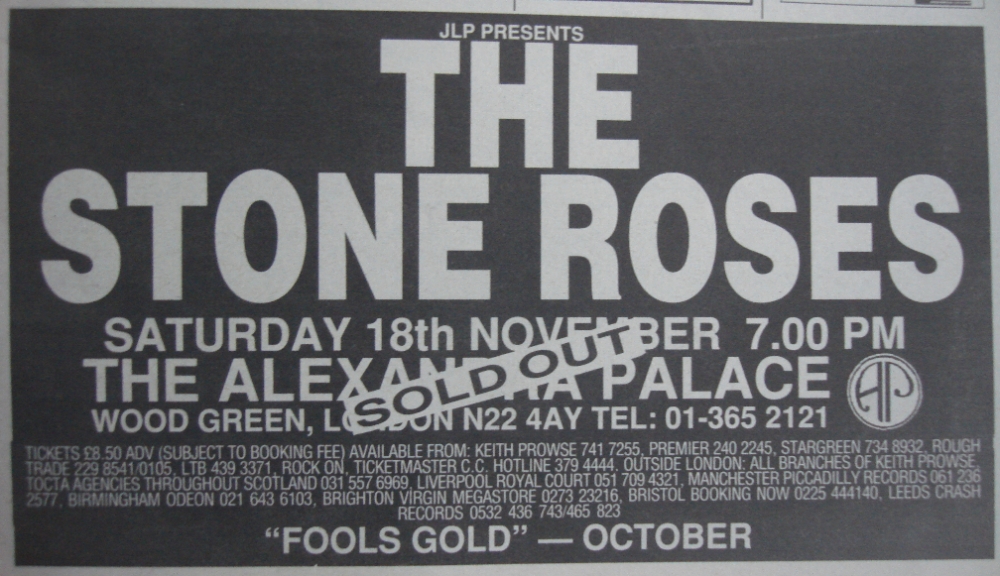 JLP PRESENTS
THE
STONE ROSES
SATURDAY 18th NOVEMBER 7.00 PM
THE ALEXANDRA PALACE
SOLD OUT
AP
WOOD GREEN, LONDON N22 4AY TEL: 01-365 2121
TICKETS £8.50 ADV (SUBJECT TO BOOKING FEE) AVAILABLE FROM: KEITH PROWSE 741 7255, PREMIER 240 2245, STARGREEN 734 8932, ROUGH
TRADE 229 8541/0105, LTB 439 3371, ROCK ON, TICKETMASTER C.C. HOTLINE 379 4444. OUTSIDE LONDON: ALL BRANCHES OF KEITH PROWSE,
TOCTA AGENCIES THROUGHOUT SCOTLAND 031 557 6969, LIVERPOOL ROYAL COURT 051 709 4321, MANCHESTER PICCADILLY RECORDS 061 236
2577, BIRMINGHAM ODEON 021 643 6103, BRIGHTON VIRGIN MEGASTORE 0273 23216, BRISTOL BOOKING NOW 0225 444140, LEEDS CRASH
RECORDS 0532 436 743/465 823
“FOOLS GOLD” — OCTOBER